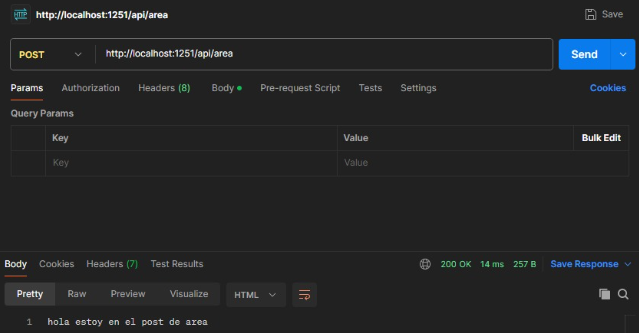 HTTP http://localhost:1251/api/area Save
POST http://localhost:1251/api/area Send
Params Authorization Headers (8) Body Pre-request Script Tests Settings Cookies
Query Params
Key Value Bulk Edit
Key Value
Body Cookies Headers (7) Test Results 200 OK 14 ms 257 B Save Response
Pretty Raw Preview Visualize HTML
1 hola estoy en el post de area